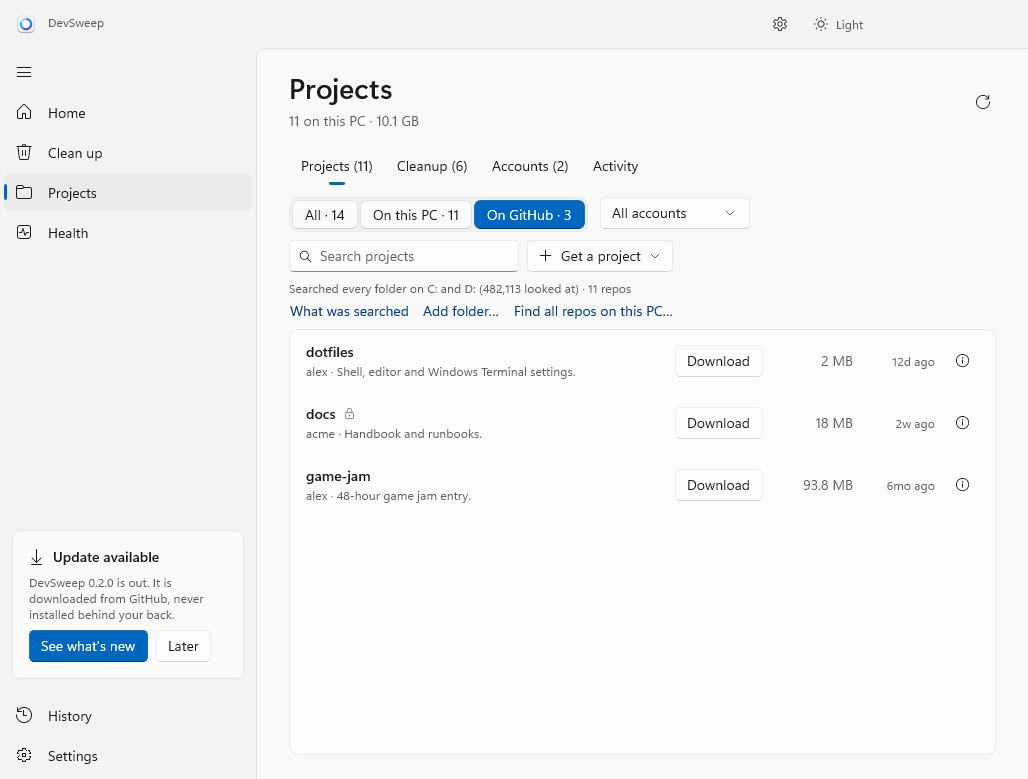 DevSweep
Light
Home
Clean up
Projects
Health
Projects
11 on this PC · 10.1 GB
Projects (11) Cleanup (6) Accounts (2) Activity
All · 14 On this PC · 11 On GitHub · 3 All accounts
Search projects Get a project
Searched every folder on C: and D: (482,113 looked at) · 11 repos
What was searched Add folder... Find all repos on this PC...
dotfiles
alex · Shell, editor and Windows Terminal settings.
Download 2 MB 12d ago
docs
acme · Handbook and runbooks.
Download 18 MB 2w ago
game-jam
alex · 48-hour game jam entry.
Download 93.8 MB 6mo ago
Update available
DevSweep 0.2.0 is out. It is
downloaded from GitHub, never
installed behind your back.
See what's new Later
History
Settings